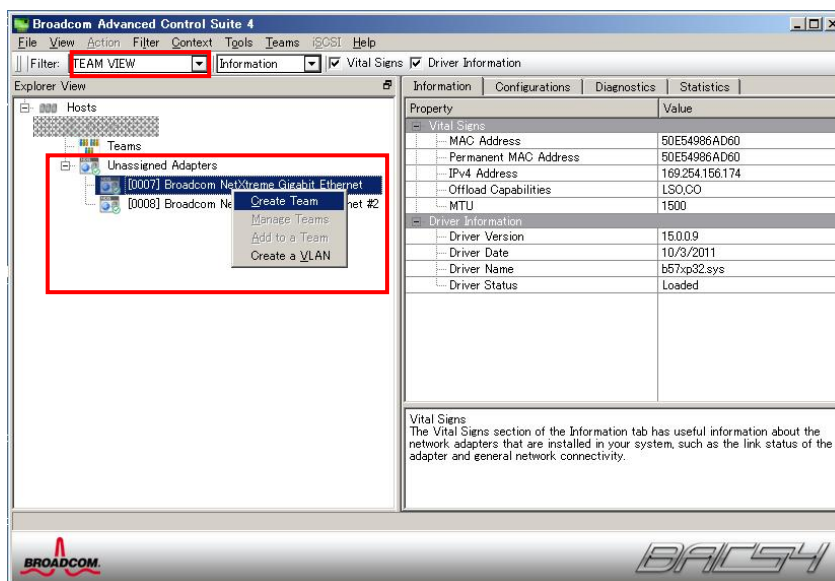 Broadcom Advanced Control Suite 4
File View Action Filter Context Tools Teams iSCSI Help
Filter: TEAM VIEW Information Vital Signs Driver Information
Explorer View
Hosts
Teams
Unassigned Adapters
[0007] Broadcom NetXtreme Gigabit Ethernet
[0008] Broadcom Ne net #2
Create Team
Manage Teams
Add to a Team
Create a VLAN
Information Configurations Diagnostics Statistics
Property Value
Vital Signs
MAC Address 50E54986AD60
Permanent MAC Address 50E54986AD60
IPv4 Address 169.254.156.174
Offload Capabilities LSO,CO
MTU 1500
Driver Information
Driver Version 15.0.0.9
Driver Date 10/3/2011
Driver Name b57xp32.sys
Driver Status Loaded
Vital Signs
The Vital Signs section of the Information tab has useful information about the
network adapters that are installed in your system, such as the link status of the
adapter and general network connectivity.
BROADCOM.
BACS4